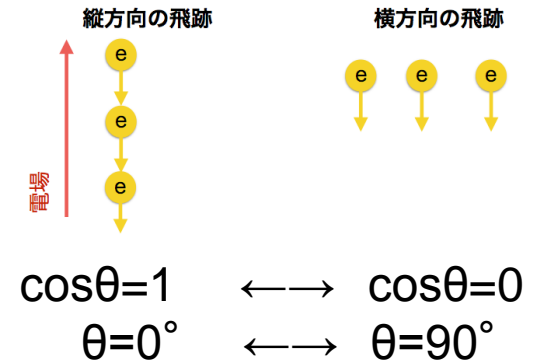 縦方向の飛跡
横方向の飛跡
e
e
e
e
e
e
電場
cosθ=1 ←→ cosθ=0
θ=0° ←→ θ=90°